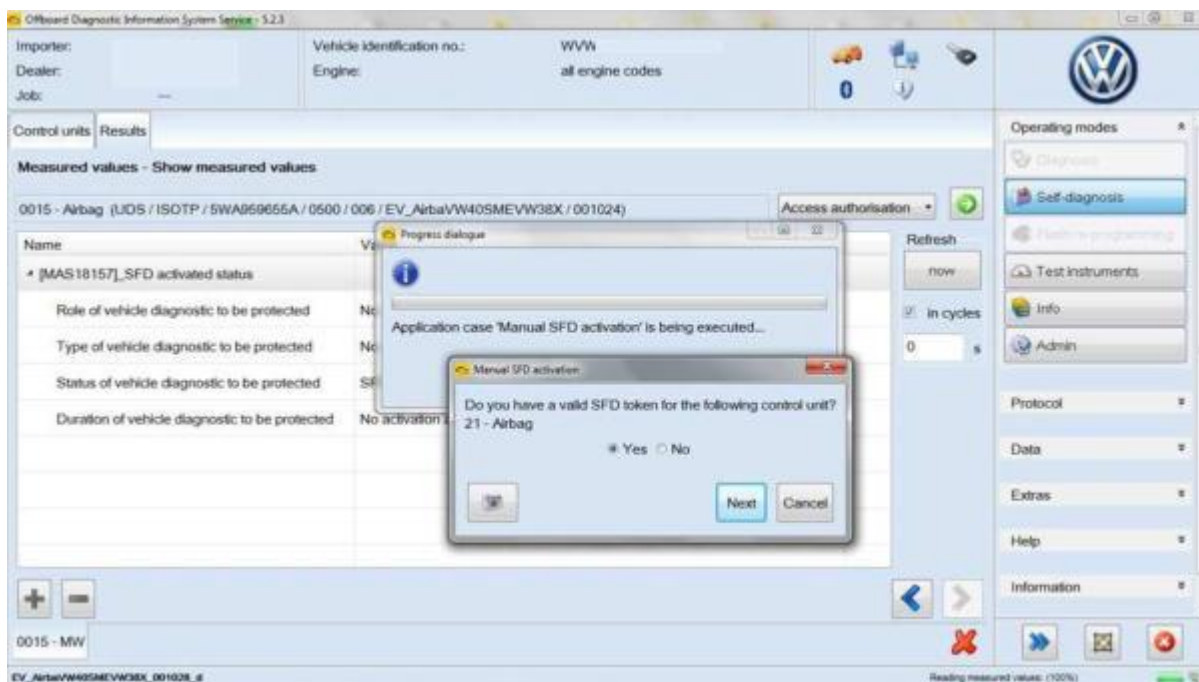 Offboard Diagnostic Information System Service - 5.2.3
Importer:
Dealer:
Job: ---
Vehicle identification no.: WVW
Engine: all engine codes
0
Control units Results
Measured values - Show measured values
0015 - Airbag (UDS / ISOTP / 5WA959655A / 0500 / 006 / EV_AirbaVW40SMEVW38X / 001024)
Access authorisation
Name
[MAS18157]_SFD activated status
Role of vehicle diagnostic to be protected
Type of vehicle diagnostic to be protected
Status of vehicle diagnostic to be protected
Duration of vehicle diagnostic to be protected No activation
Progress dialogue
Application case 'Manual SFD activation' is being executed...
Manual SFD activation
Do you have a valid SFD token for the following control unit?
21 - Airbag
Yes No
Next Cancel
Refresh
now
in cycles
0 s
0015 - MW
EV_AirbaVW40SMEVW38X_001028_d
Reading measured values: (100%)
Operating modes
Diagnosis
Self-diagnosis
Flash/re-programming
Test instruments
Info
Admin
Protocol
Data
Extras
Help
Information